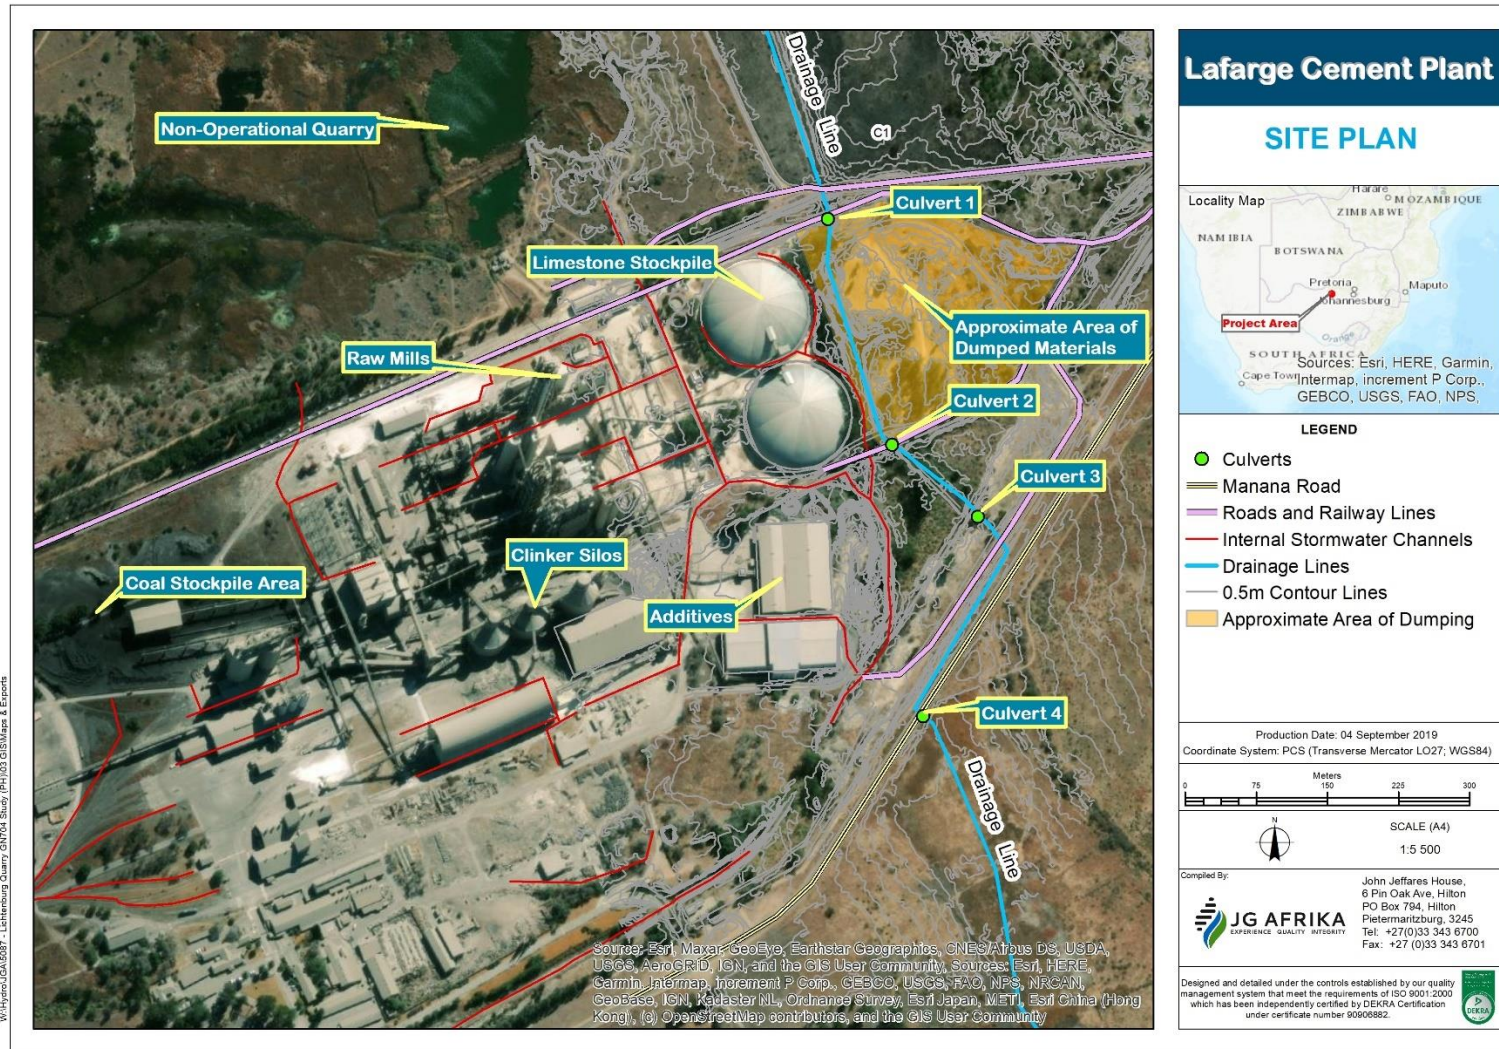 Lafarge Cement Plant
SITE PLAN
Drainage Line
C1
Non-Operational Quarry
Culvert 1
Limestone Stockpile
Approximate Area of
Dumped Materials
Raw Mills
Culvert 2
Culvert 3
Clinker Silos
Coal Stockpile Area
Additives
Culvert 4
Drainage Line
Source: Esri, Maxar, GeoEye, Earthstar Geographics, CNES/Airbus DS, USDA,
USGS, AeroGRID, IGN, and the GIS User Community, Sources: Esri, HERE,
Garmin, Intermap, increment P Corp., GEBCO, USGS, FAO, NPS, NRCAN,
GeoBase, IGN, Kadaster NL, Ordnance Survey, Esri Japan, METI, Esri China (Hong
Kong), (c) OpenStreetMap contributors, and the GIS User Community
Locality Map
Harare
MOZAMBIQUE
ZIMBABWE
NAMIBIA
BOTSWANA
Pretoria
Maputo
Johannesburg
Project Area
Orange
SOUTH AFRICA
Cape Town
Sources: Esri, HERE, Garmin,
Intermap, increment P Corp.,
GEBCO, USGS, FAO, NPS,
LEGEND
Culverts
Manana Road
Roads and Railway Lines
Internal Stormwater Channels
Drainage Lines
0.5m Contour Lines
Approximate Area of Dumping
Production Date: 04 September 2019
Coordinate System: PCS (Transverse Mercator LO27; WGS84)
Meters
0 75 150 225 300
N
SCALE (A4)
1:5 500
Compiled By:
JG AFRIKA
EXPERIENCE QUALITY INTEGRITY
John Jeffares House,
6 Pin Oak Ave, Hilton
PO Box 794, Hilton
Pietermaritzburg, 3245
Tel: +27(0)33 343 6700
Fax: +27 (0)33 343 6701
Designed and detailed under the controls established by our quality
management system that meet the requirements of ISO 9001:2000
which has been independently certified by DEKRA Certification
under certificate number 90906882.
DEKRA